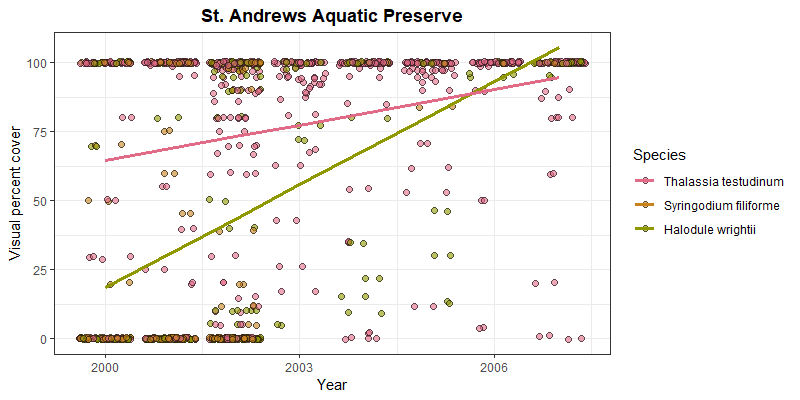 St. Andrews Aquatic Preserve
Visual percent cover
100
75
50
25
0
2000
2003
2006
Year
Species
Thalassia testudinum
Syringodium filiforme
Halodule wrightii